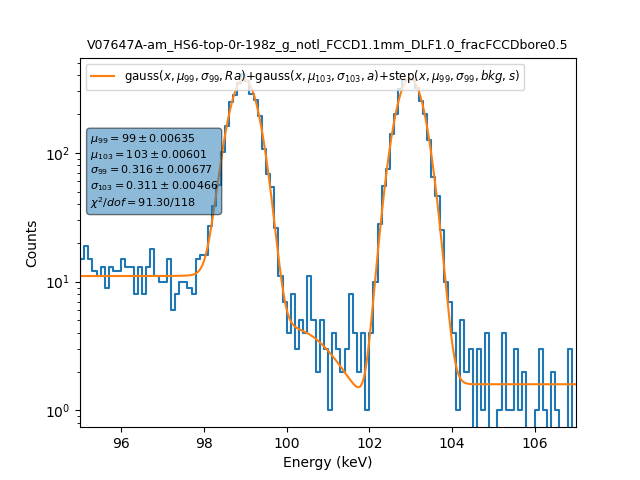 V07647A-am_HS6-top-0r-198z_g_notl_FCCD1.1mm_DLF1.0_fracFCCDbore0.5
gauss(x, μ₉₉, σ₉₉, Ra)+gauss(x, μ₁₀₃, σ₁₀₃, a)+step(x, μ₉₉, σ₉₉, bkg, s)
μ₉₉ = 99 ± 0.00635
μ₁₀₃ = 103 ± 0.00601
σ₉₉ = 0.316 ± 0.00677
σ₁₀₃ = 0.311 ± 0.00466
χ²/dof = 91.30/118
Counts
10²
10¹
10⁰
96 98 100 102 104 106
Energy (keV)